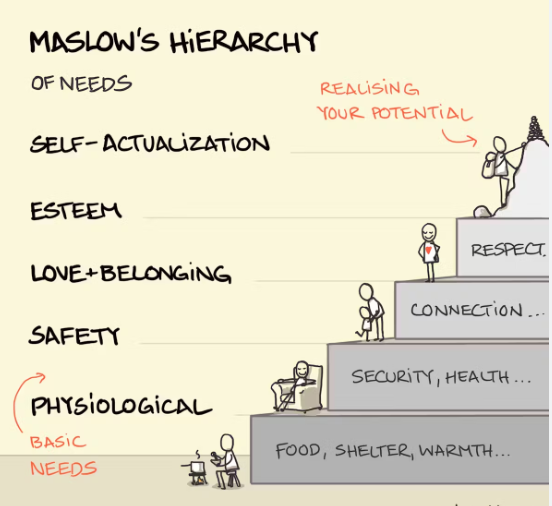 MASLOW'S HIERARCHY
OF NEEDS
REALISING
YOUR POTENTIAL
SELF-ACTUALIZATION
ESTEEM
RESPECT.
LOVE+BELONGING
CONNECTION...
SAFETY
SECURITY, HEALTH...
PHYSIOLOGICAL
FOOD, SHELTER, WARMTH...
BASIC
NEEDS